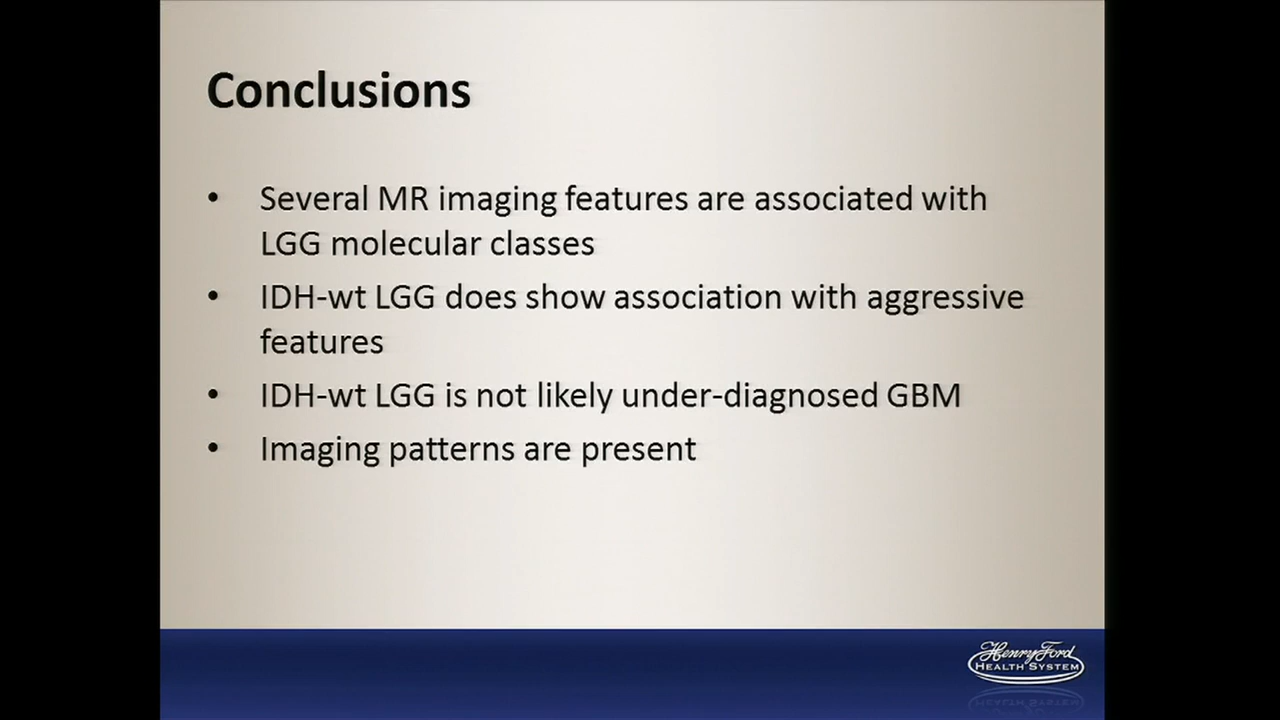 Conclusions
• Several MR imaging features are associated with
LGG molecular classes
• IDH-wt LGG does show association with aggressive
features
• IDH-wt LGG is not likely under-diagnosed GBM
• Imaging patterns are present
Henry Ford
HEALTH SYSTEM